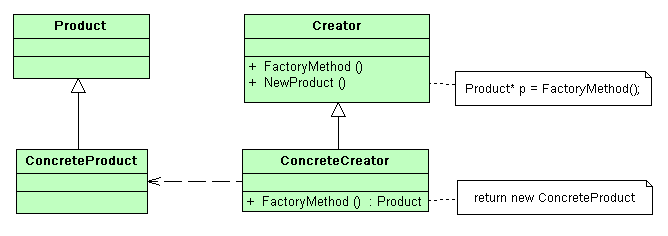 Product
Creator
+ FactoryMethod ()
+ NewProduct ()
Product* p = FactoryMethod();
ConcreteProduct
ConcreteCreator
+ FactoryMethod () : Product
return new ConcreteProduct